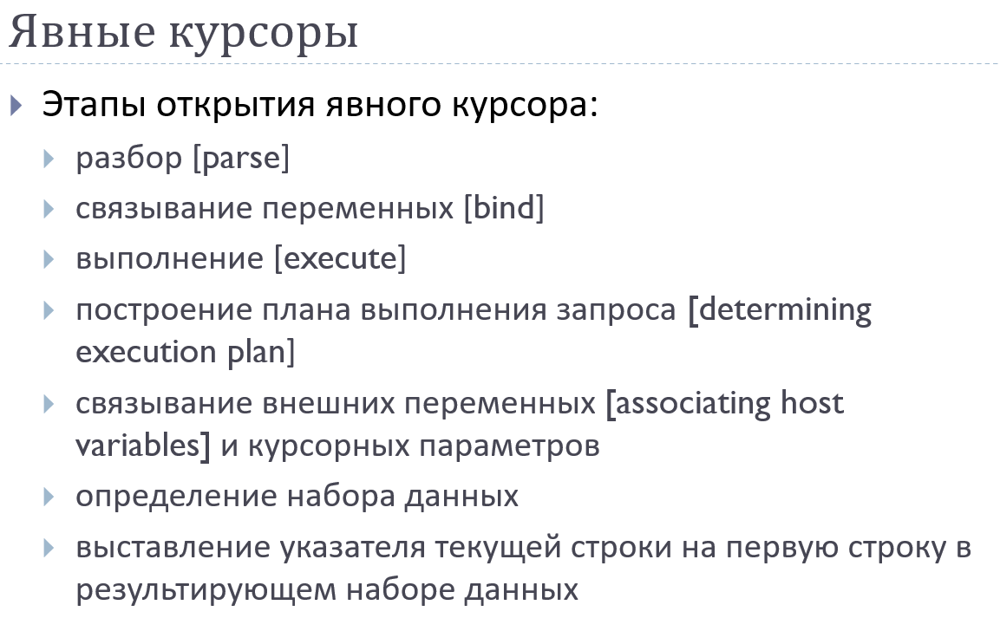 Явные курсоры
Этапы открытия явного курсора:
разбор [parse]
связывание переменных [bind]
выполнение [execute]
построение плана выполнения запроса [determining
execution plan]
связывание внешних переменных [associating host
variables] и курсорных параметров
определение набора данных
выставление указателя текущей строки на первую строку в
результирующем наборе данных